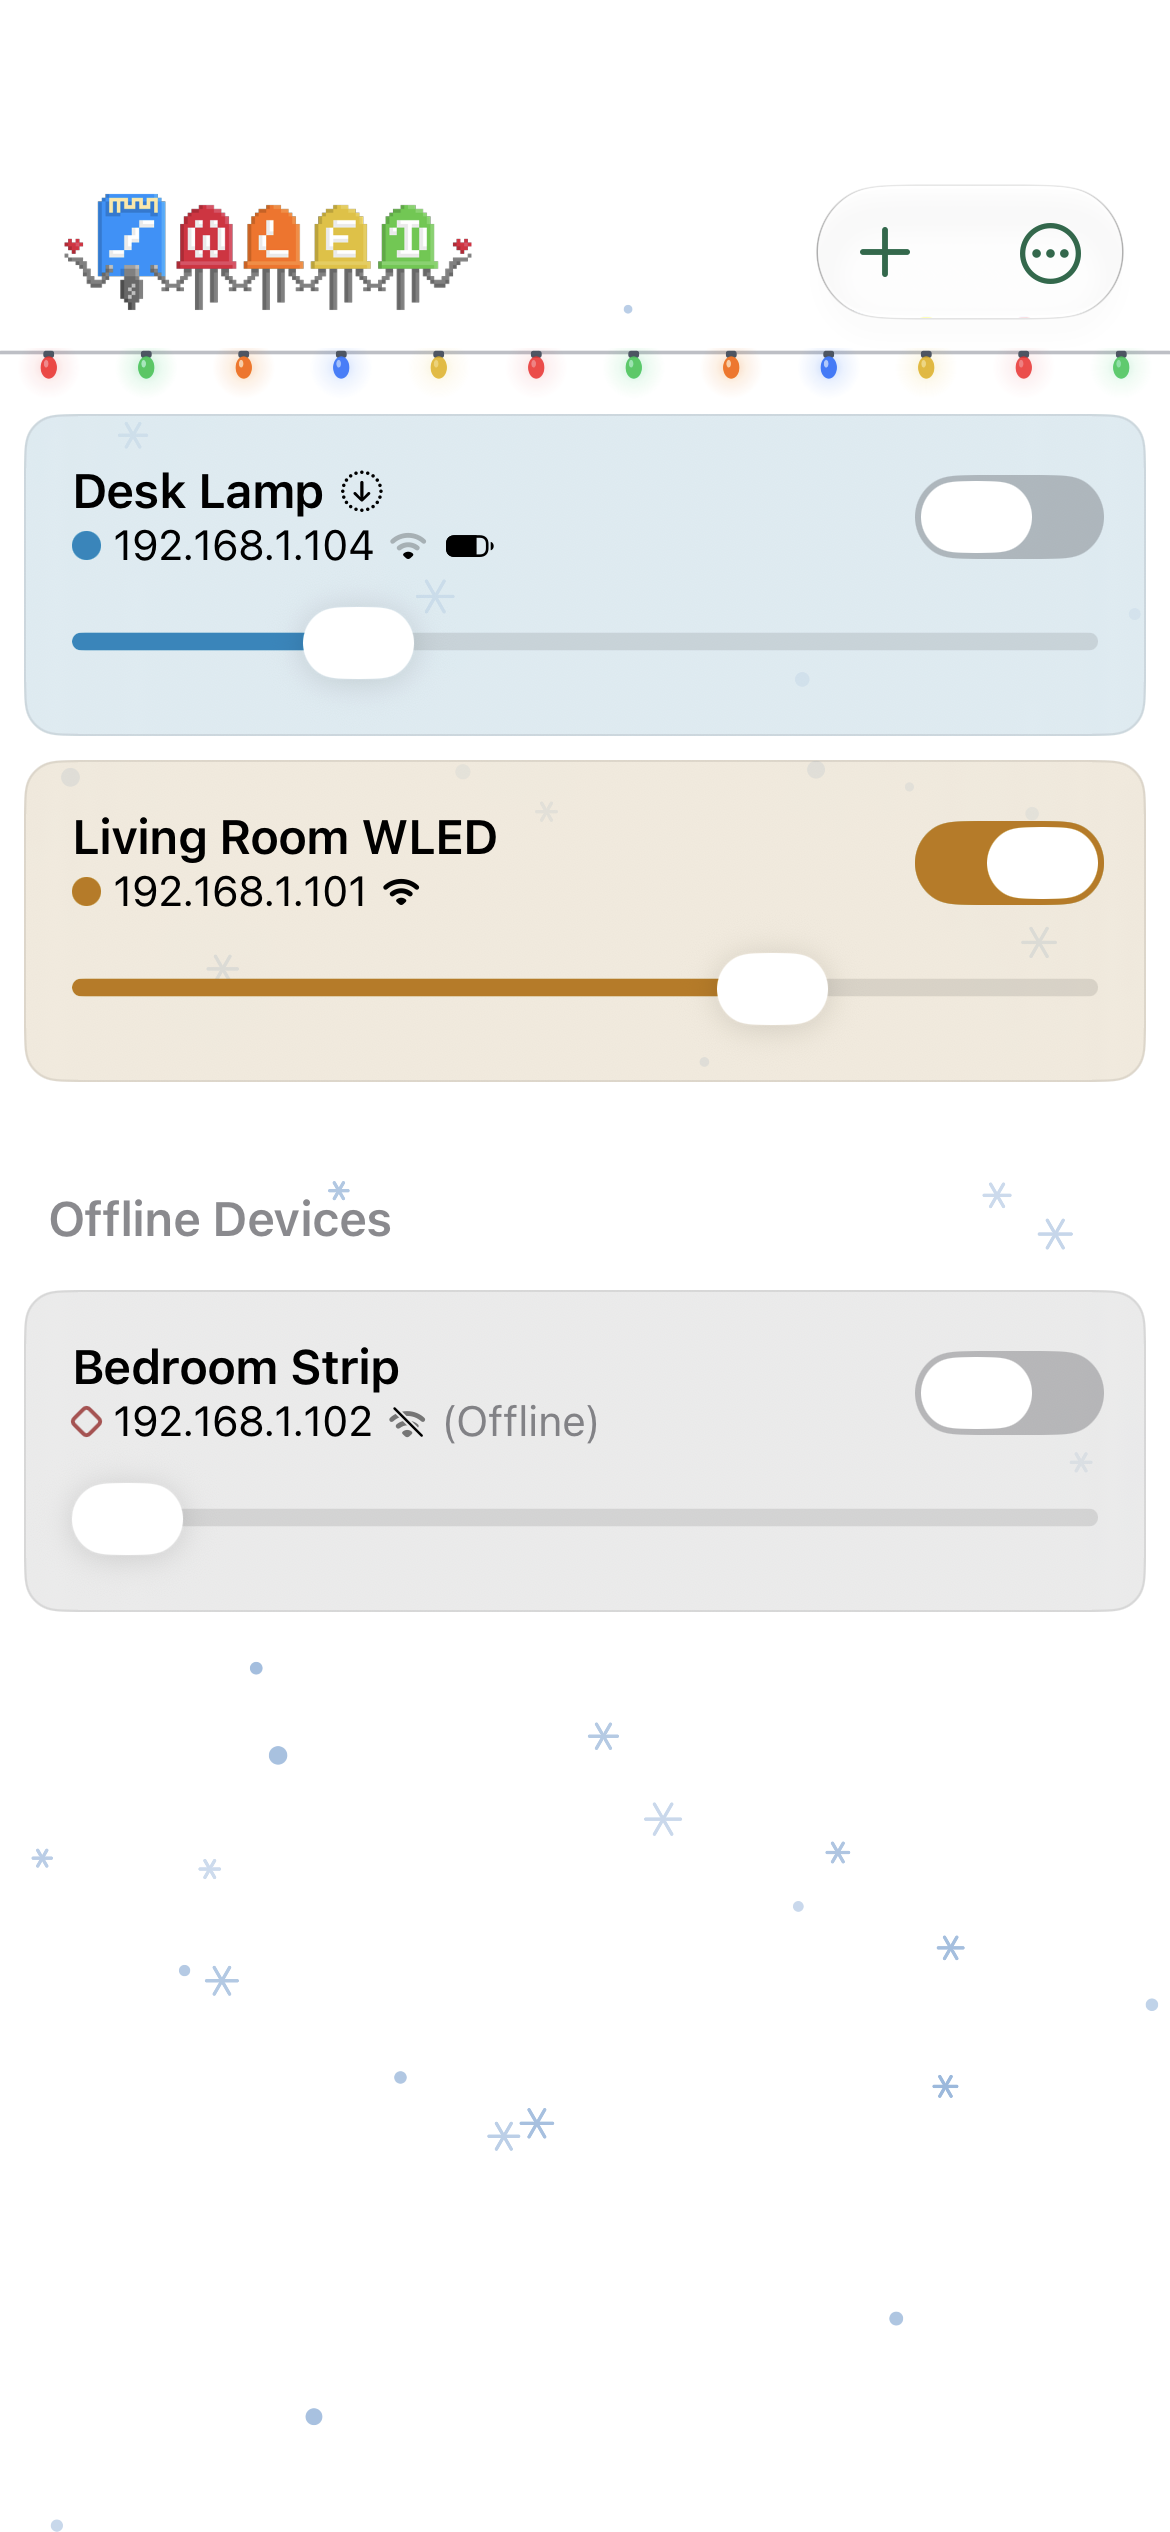 WLED
Desk Lamp
192.168.1.104
Living Room WLED
192.168.1.101
Offline Devices
Bedroom Strip
192.168.1.102 (Offline)